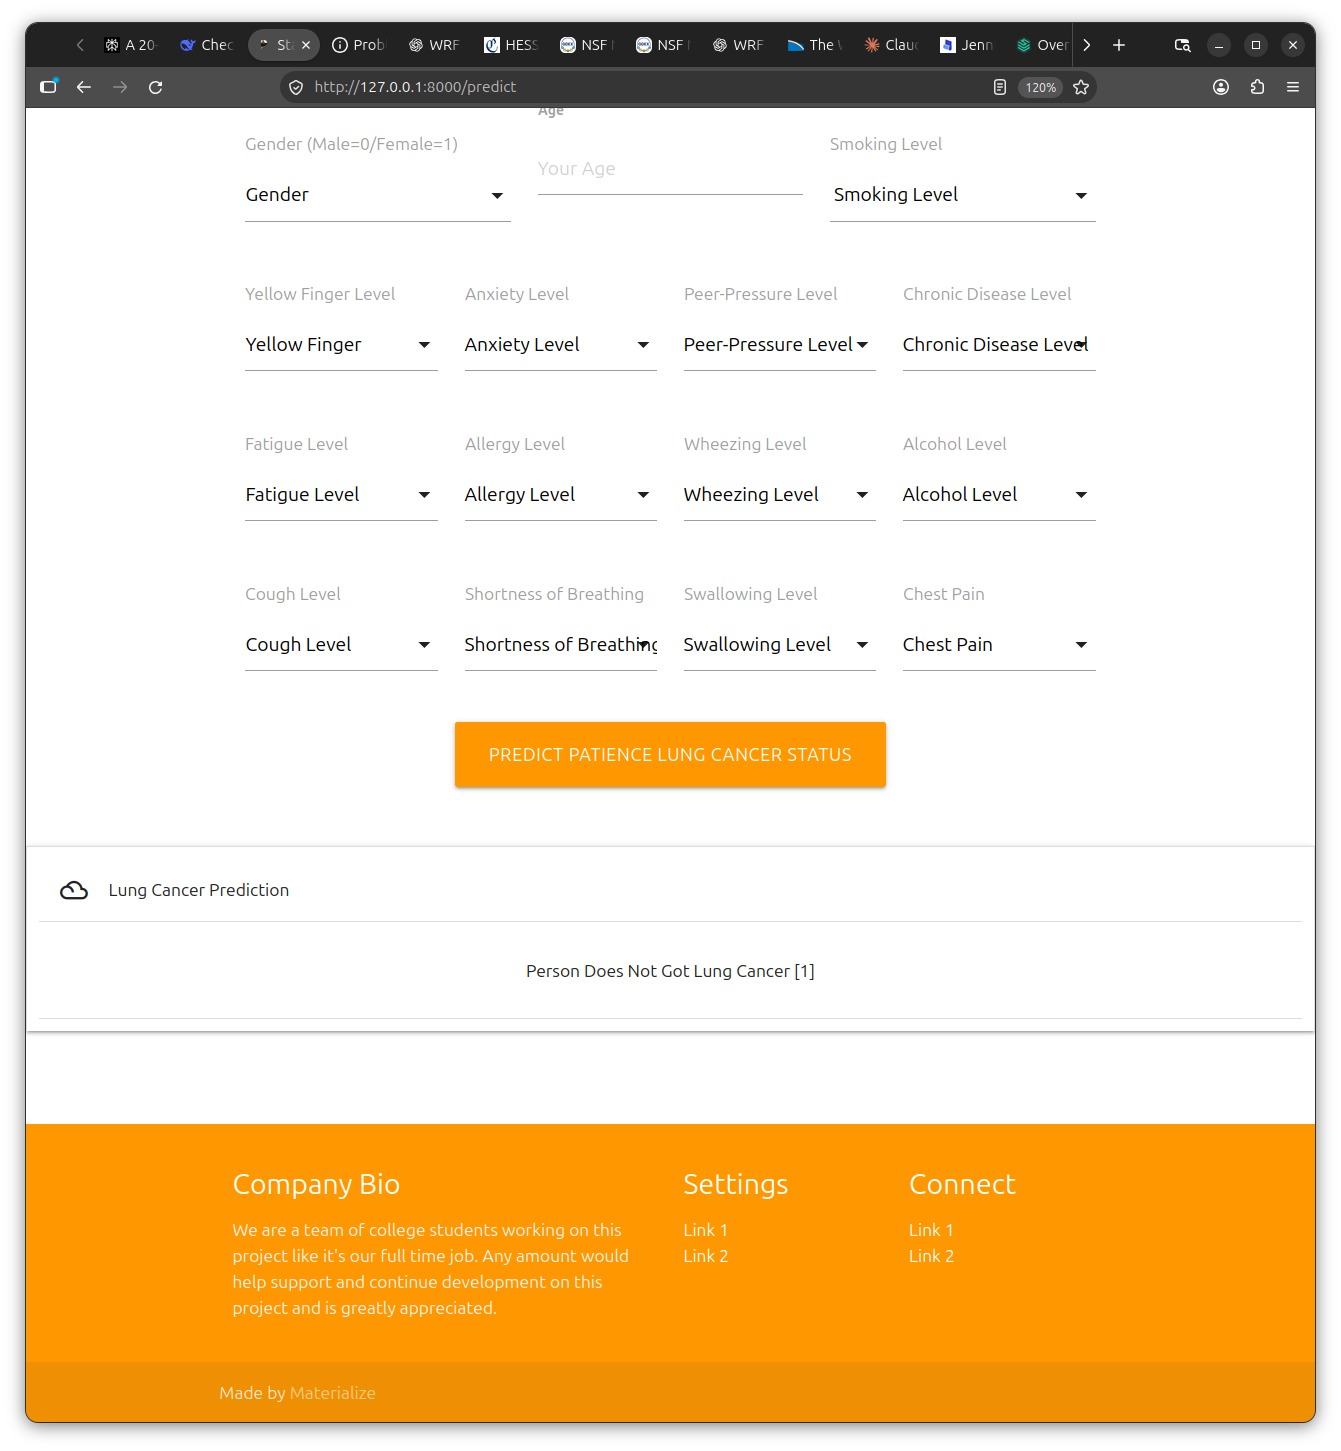 A 20
Chec
Sta
Prob
WRF
HESS
NSF
NSF
WRF
The
Clau
Jenn
Over
http://127.0.0.1:8000/predict
120%
Age
Gender (Male=0/Female=1)
Smoking Level
Your Age
Gender
Smoking Level
Yellow Finger Level
Anxiety Level
Peer-Pressure Level
Chronic Disease Level
Yellow Finger
Anxiety Level
Peer-Pressure Level
Chronic Disease Level
Fatigue Level
Allergy Level
Wheezing Level
Alcohol Level
Fatigue Level
Allergy Level
Wheezing Level
Alcohol Level
Cough Level
Shortness of Breathing
Swallowing Level
Chest Pain
Cough Level
Shortness of Breathing
Swallowing Level
Chest Pain
PREDICT PATIENCE LUNG CANCER STATUS
Lung Cancer Prediction
Person Does Not Got Lung Cancer [1]
Company Bio
Settings
Connect
We are a team of college students working on this
project like it's our full time job. Any amount would
help support and continue development on this
project and is greatly appreciated.
Link 1
Link 2
Link 1
Link 2
Made by Materialize